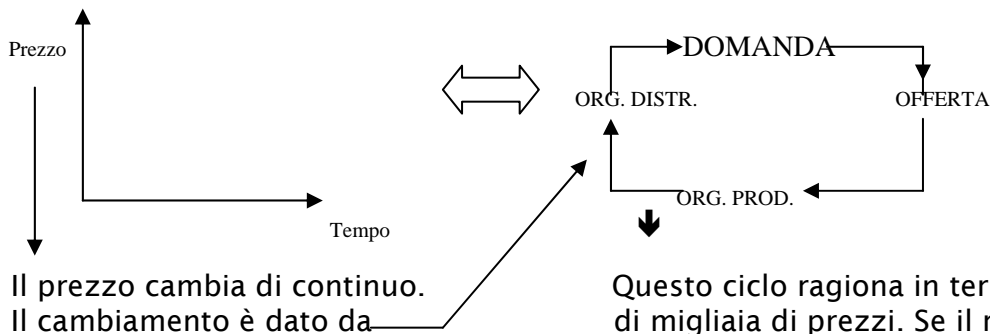 Prezzo
Tempo
DOMANDA
ORG. DISTR.
OFFERTA
ORG. PROD.
Il prezzo cambia di continuo.
Il cambiamento è dato da
Questo ciclo ragiona in
di migliaia di prezzi. Se il